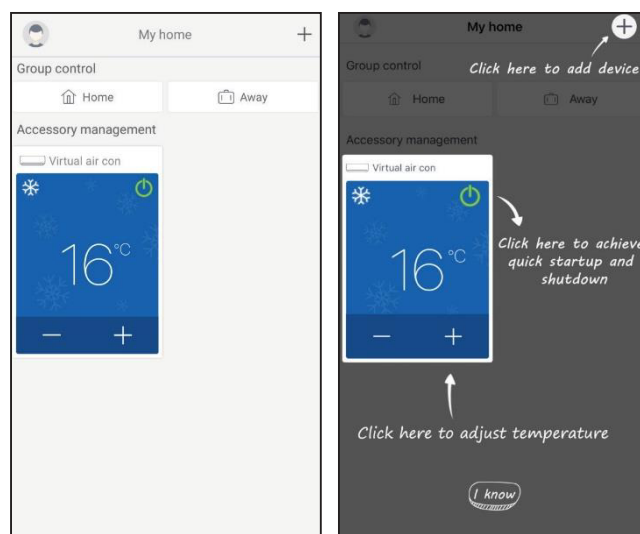 My home
+
Group control
Home
Away
Accessory management
Virtual air con
16°C
— +
My home
+
Click here to add device
Group control
Home
Away
Accessory management
Virtual air con
16°C
— +
Click here to achieve
quick startup and
shutdown
Click here to adjust temperature
I know